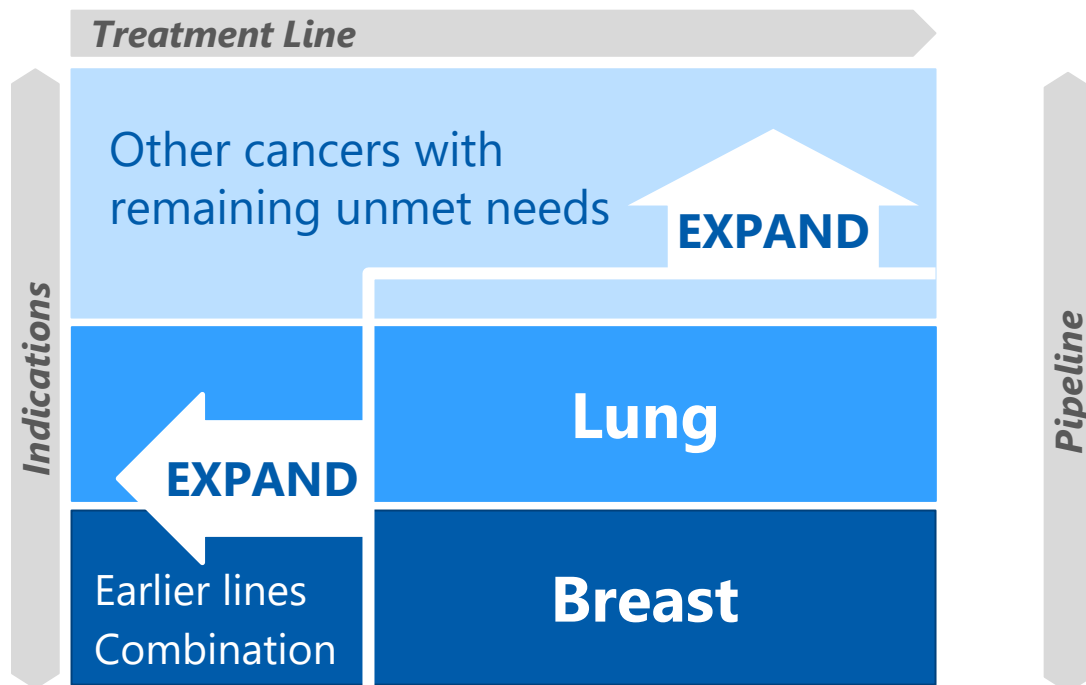 Treatment Line
Other cancers with
remaining unmet needs
EXPAND
Indications
Lung
EXPAND
Earlier lines
Combination
Breast
Pipeline